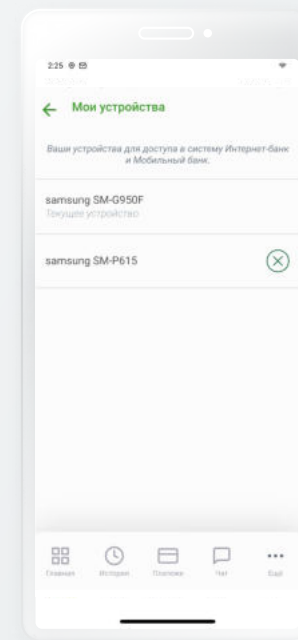 2:25
Мои устройства
Ваши устройства для доступа в систему Интернет-банк
и Мобильный банк.
samsung SM-G950F
Текущее устройство
samsung SM-P615
Главная
История
Платежи
Чат
Ещё